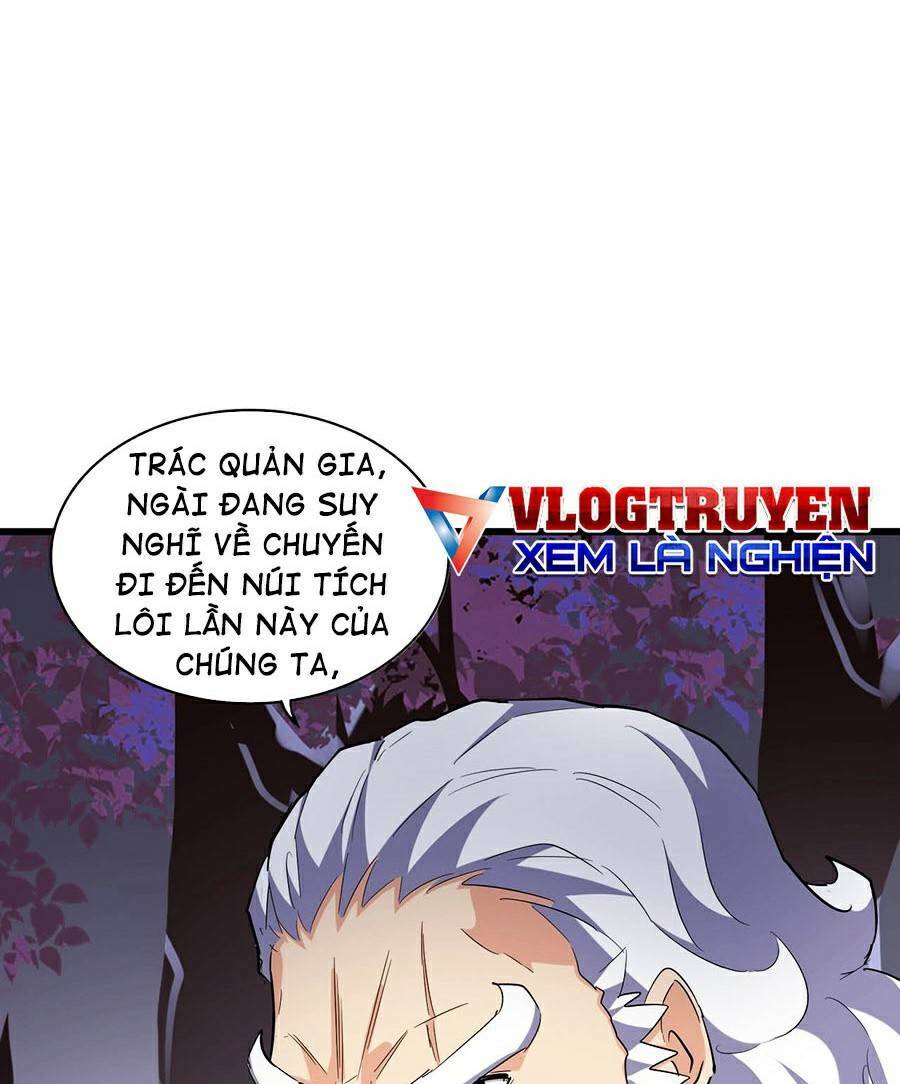 TRÁC QUẢN GIA,
NGÀI ĐANG SUY
NGHĨ VỀ CHUYẾN
ĐI ĐẾN NÚI TÍCH
LÔI LẦN NÀY CỦA
CHÚNG TA,
VLOGTRUYEN
XEM LÀ NGHIỆN